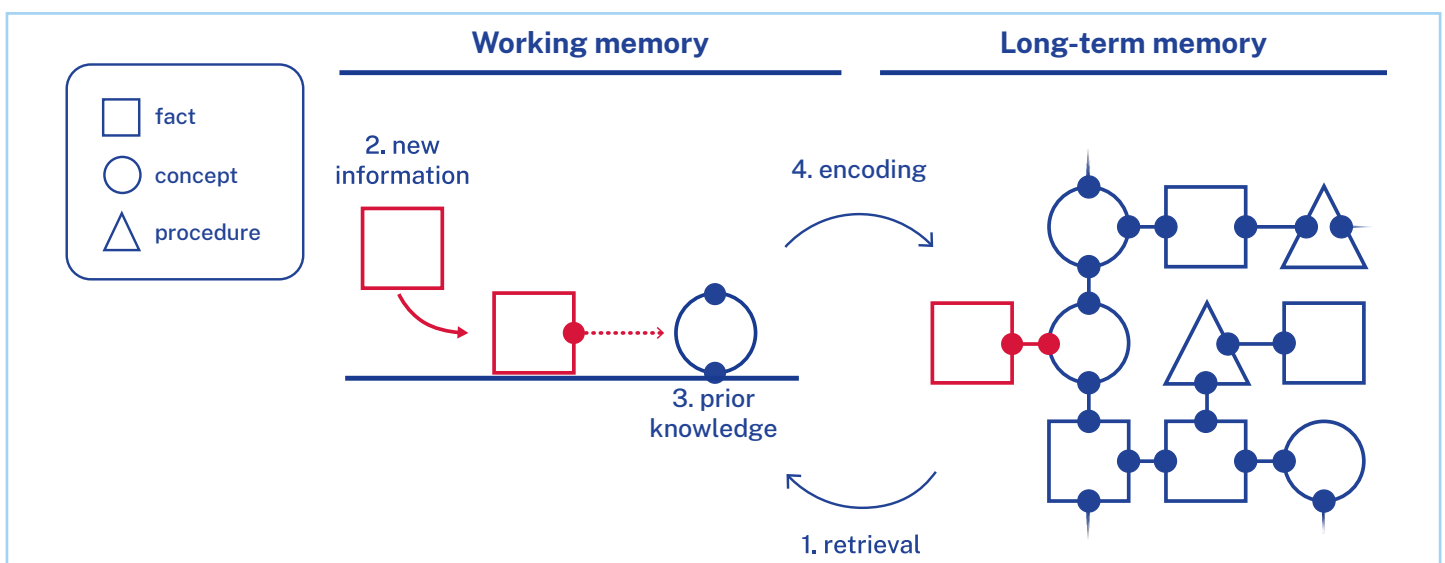 Working memory
Long-term memory
fact
concept
procedure
2. new
information
4. encoding
3. prior
knowledge
1. retrieval